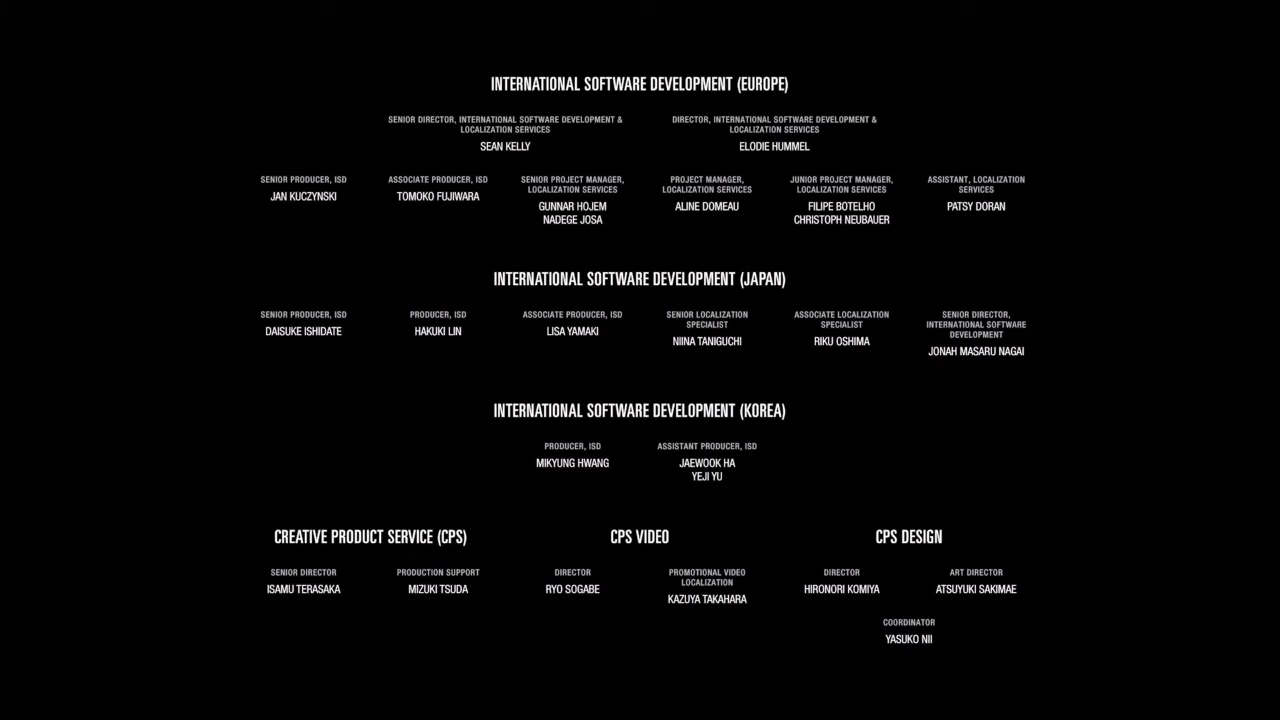 INTERNATIONAL SOFTWARE DEVELOPMENT (EUROPE)
SENIOR DIRECTOR, INTERNATIONAL SOFTWARE DEVELOPMENT &
LOCALIZATION SERVICES
SEAN KELLY
DIRECTOR, INTERNATIONAL SOFTWARE DEVELOPMENT &
LOCALIZATION SERVICES
ELODIE HUMMEL
SENIOR PRODUCER, ISD
JAN KUCZYNSKI
ASSOCIATE PRODUCER, ISD
TOMOKO FUJIWARA
SENIOR PROJECT MANAGER,
LOCALIZATION SERVICES
GUNNAR HOJEM
NADEGE JOSA
PROJECT MANAGER,
LOCALIZATION SERVICES
ALINE DOMEAU
JUNIOR PROJECT MANAGER,
LOCALIZATION SERVICES
FILIPE BOTELHO
CHRISTOPH NEUBAUER
ASSISTANT, LOCALIZATION
SERVICES
PATSY DORAN
INTERNATIONAL SOFTWARE DEVELOPMENT (JAPAN)
SENIOR PRODUCER, ISD
DAISUKE ISHIDATE
PRODUCER, ISD
HAKUKI LIN
ASSOCIATE PRODUCER, ISD
LISA YAMAKI
SENIOR LOCALIZATION
SPECIALIST
NIINA TANIGUCHI
ASSOCIATE LOCALIZATION
SPECIALIST
RIKU OSHIMA
SENIOR DIRECTOR,
INTERNATIONAL SOFTWARE
DEVELOPMENT
JONAH MASARU NAGAI
INTERNATIONAL SOFTWARE DEVELOPMENT (KOREA)
PRODUCER, ISD
MIKYUNG HWANG
ASSISTANT PRODUCER, ISD
JAEWOOK HA
YEJI YU
CREATIVE PRODUCT SERVICE (CPS)
SENIOR DIRECTOR
ISAMU TERASAKA
PRODUCTION SUPPORT
MIZUKI TSUDA
CPS VIDEO
DIRECTOR
RYO SOGABE
PROMOTIONAL VIDEO
LOCALIZATION
KAZUYA TAKAHARA
CPS DESIGN
DIRECTOR
HIRONORI KOMIYA
ART DIRECTOR
ATSUYUKI SAKIMAE
COORDINATOR
YASUKO NII